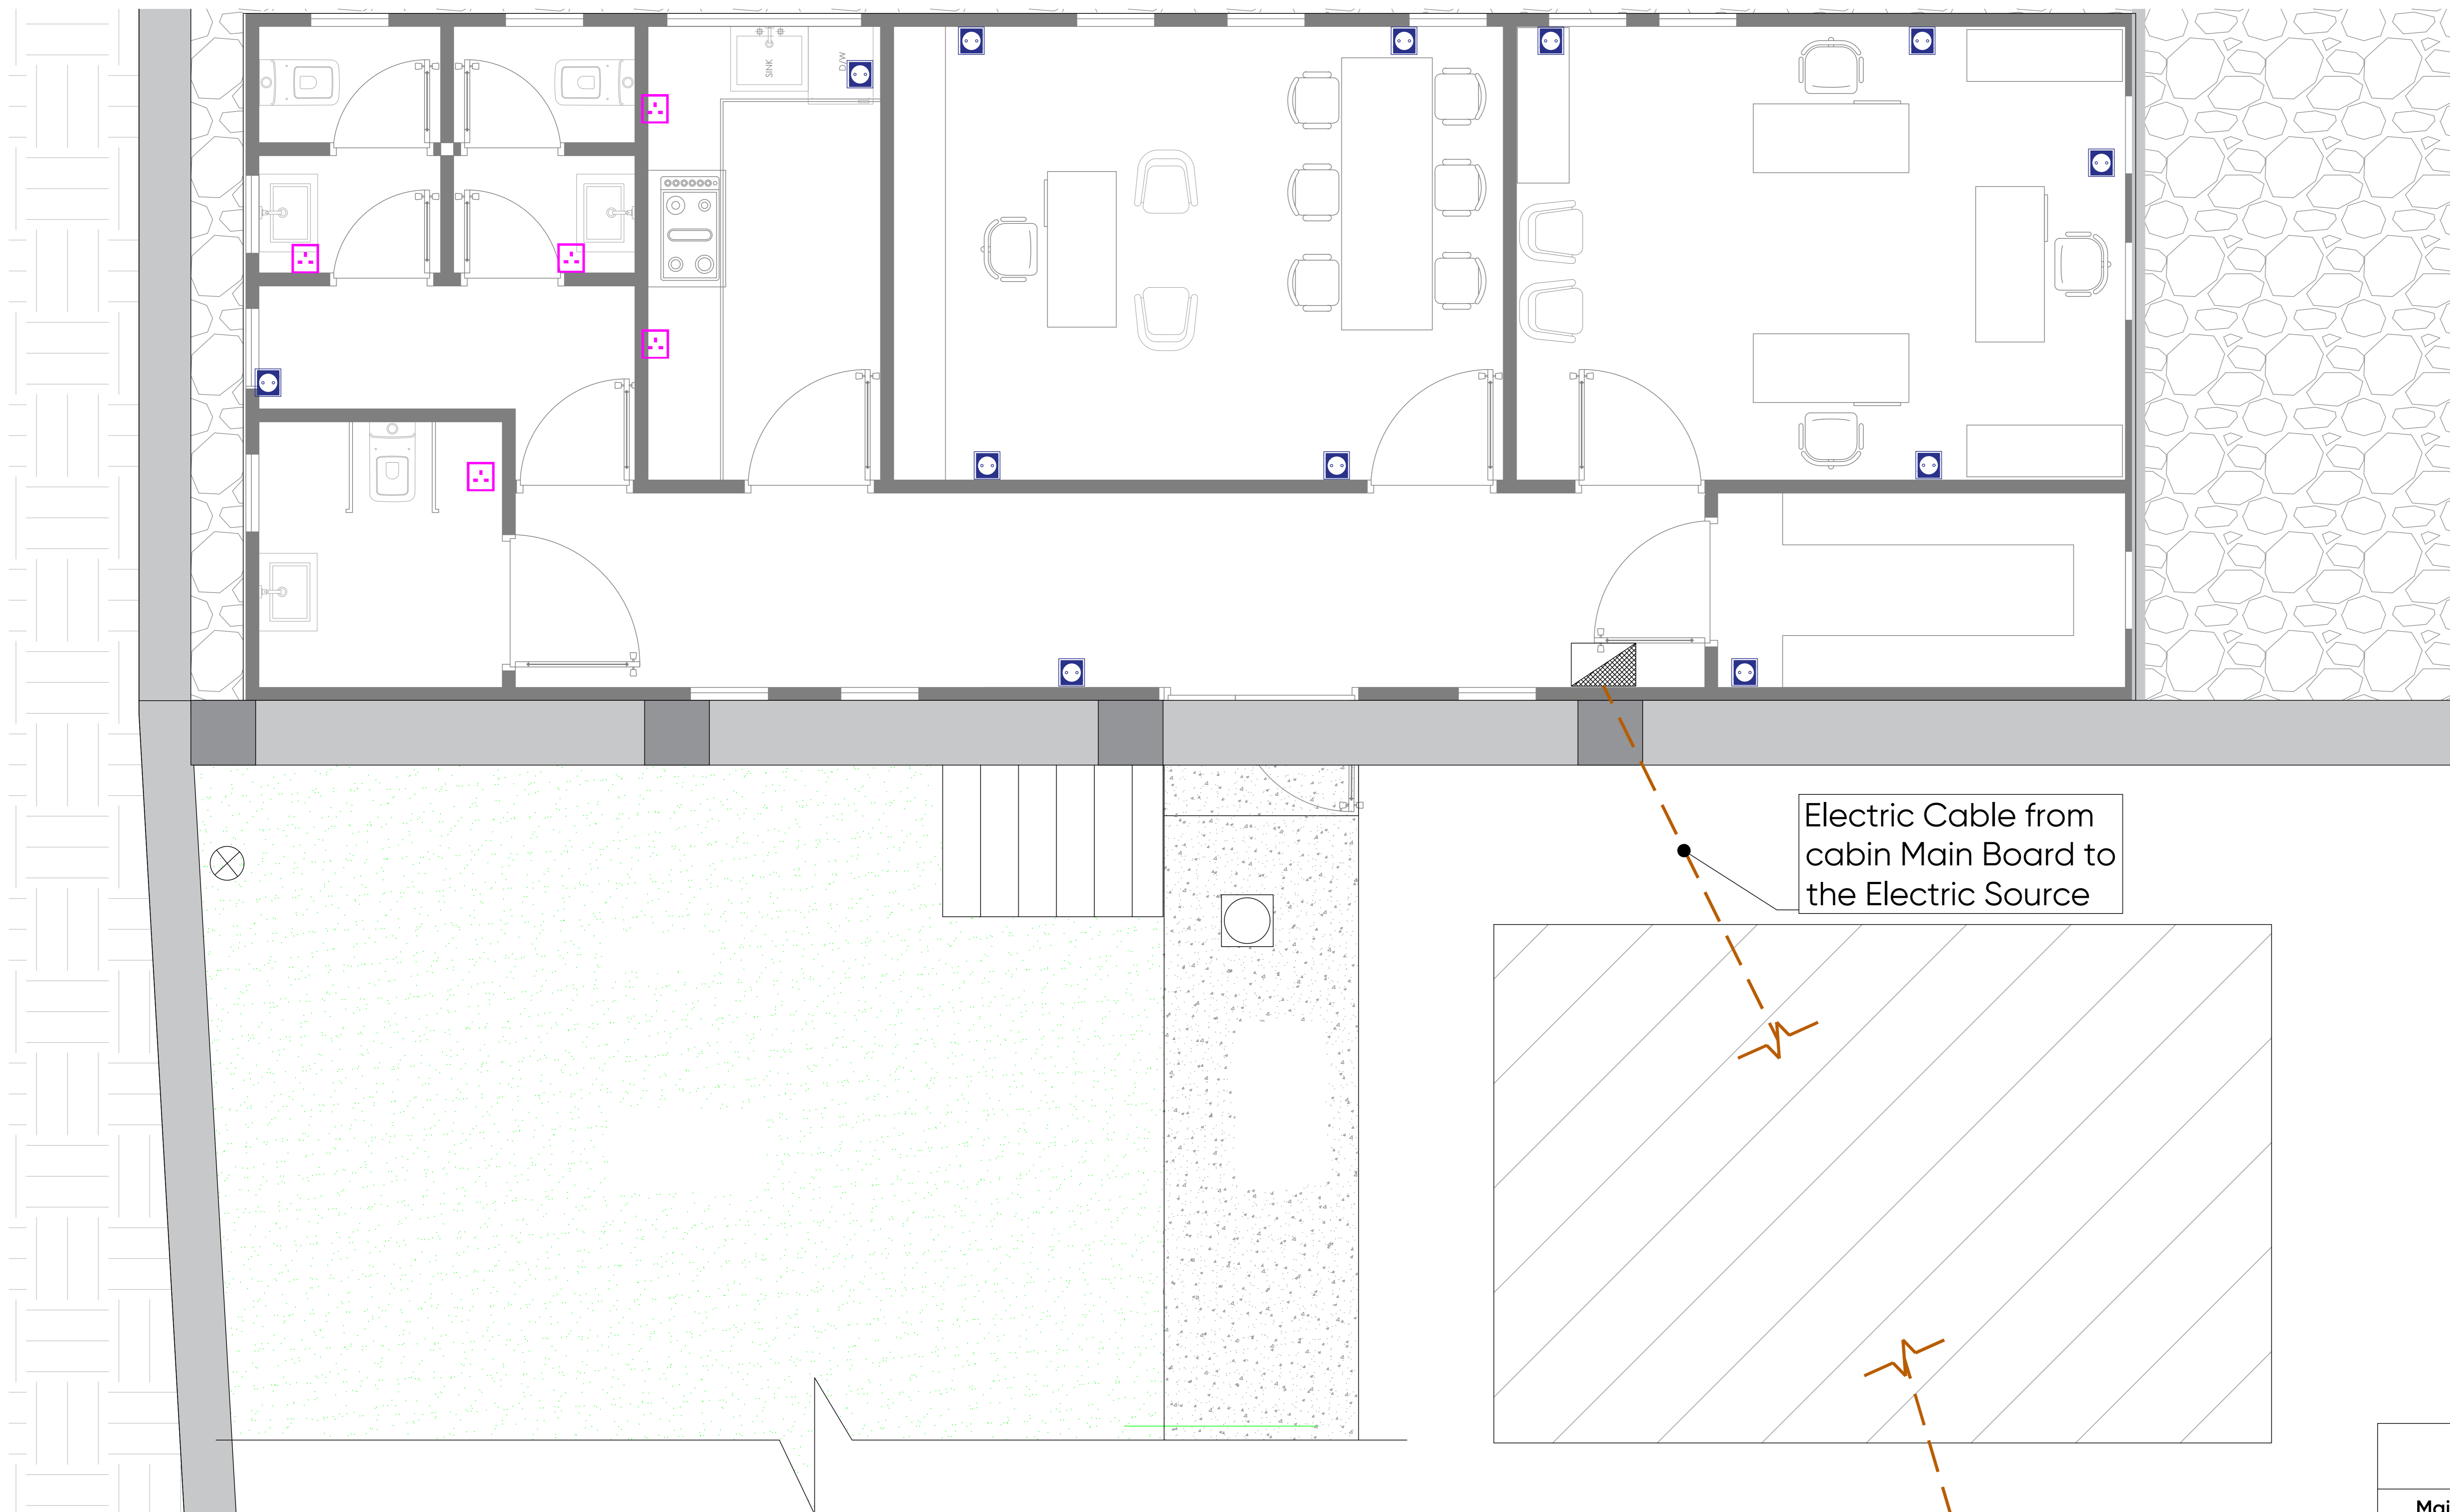 SINK
D/W
Electric Cable from
cabin Main Board to
the Electric Source